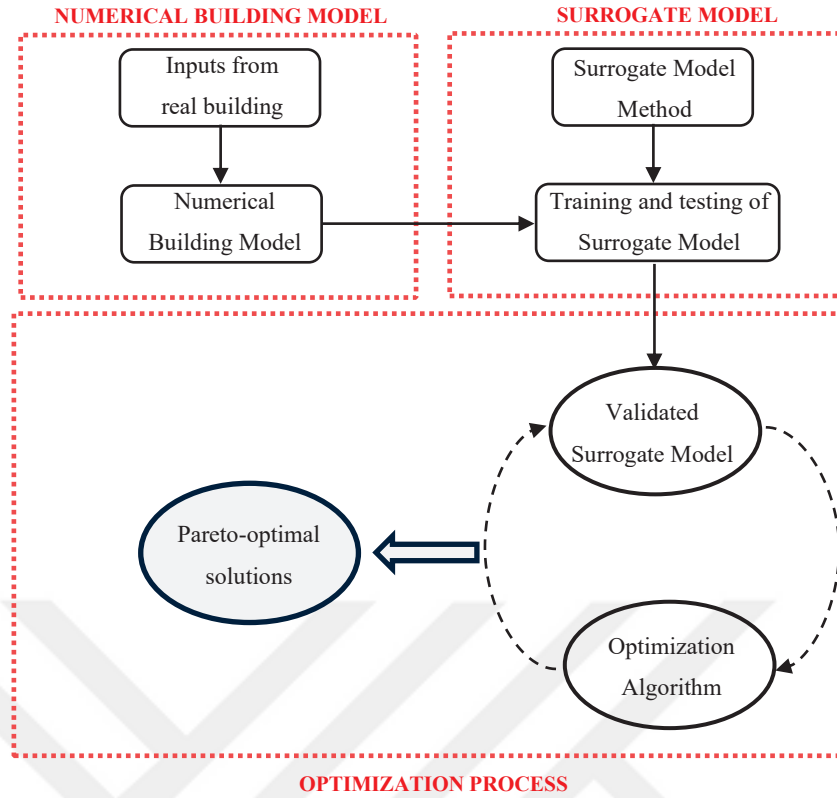 NUMERICAL BUILDING MODEL
SURROGATE MODEL
Inputs from
real building
Surrogate Model
Method
Numerical
Building Model
Training and testing of
Surrogate Model
Validated
Surrogate Model
Pareto-optimal
solutions
Optimization
Algorithm
OPTIMIZATION PROCESS